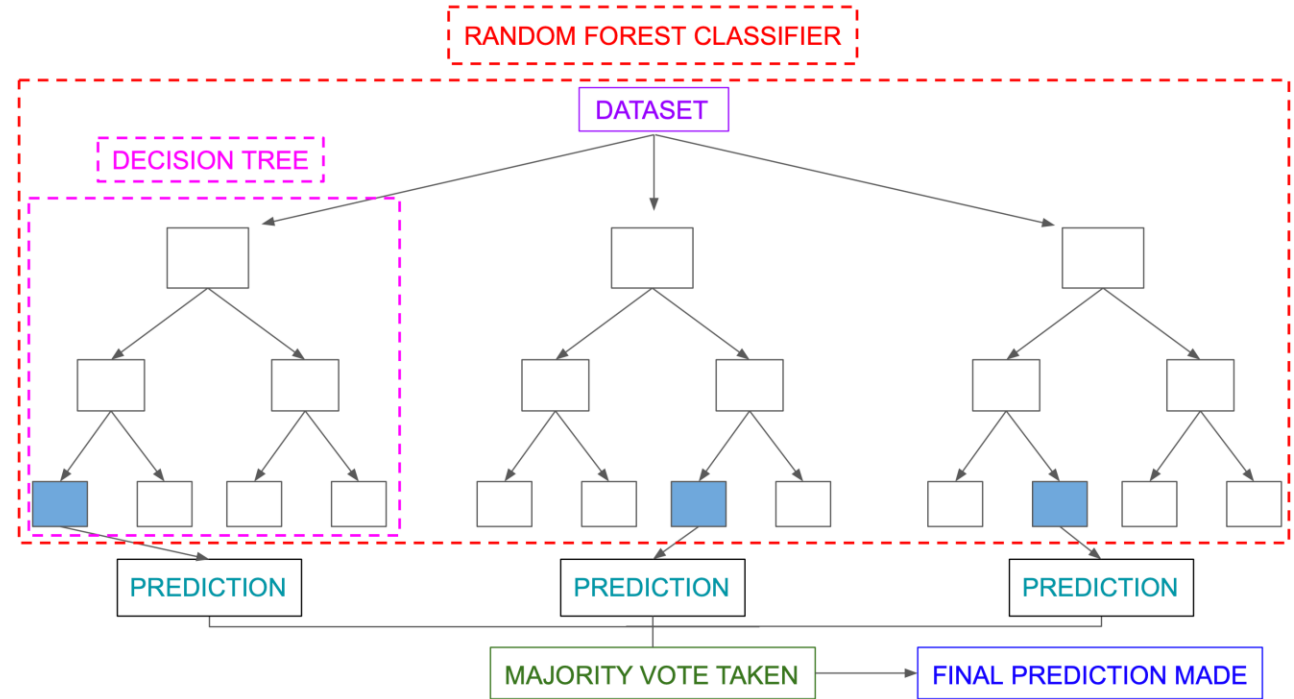 RANDOM FOREST CLASSIFIER
DATASET
DECISION TREE
PREDICTION
PREDICTION
PREDICTION
MAJORITY VOTE TAKEN
FINAL PREDICTION MADE